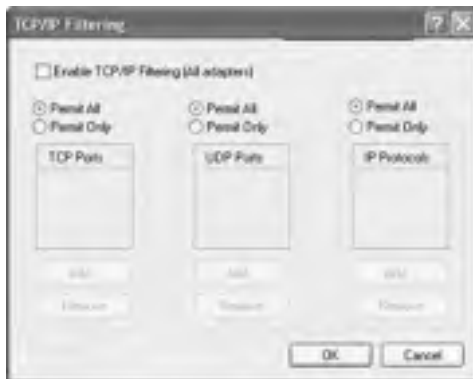 TCP/IP Filtering
Enable TCP/IP Filtering (All adapters)
Permit All Permit All Permit All
Permit Only Permit Only Permit Only
TCP Ports UDP Ports IP Protocols
Add... Add... Add...
Remove Remove Remove
OK Cancel